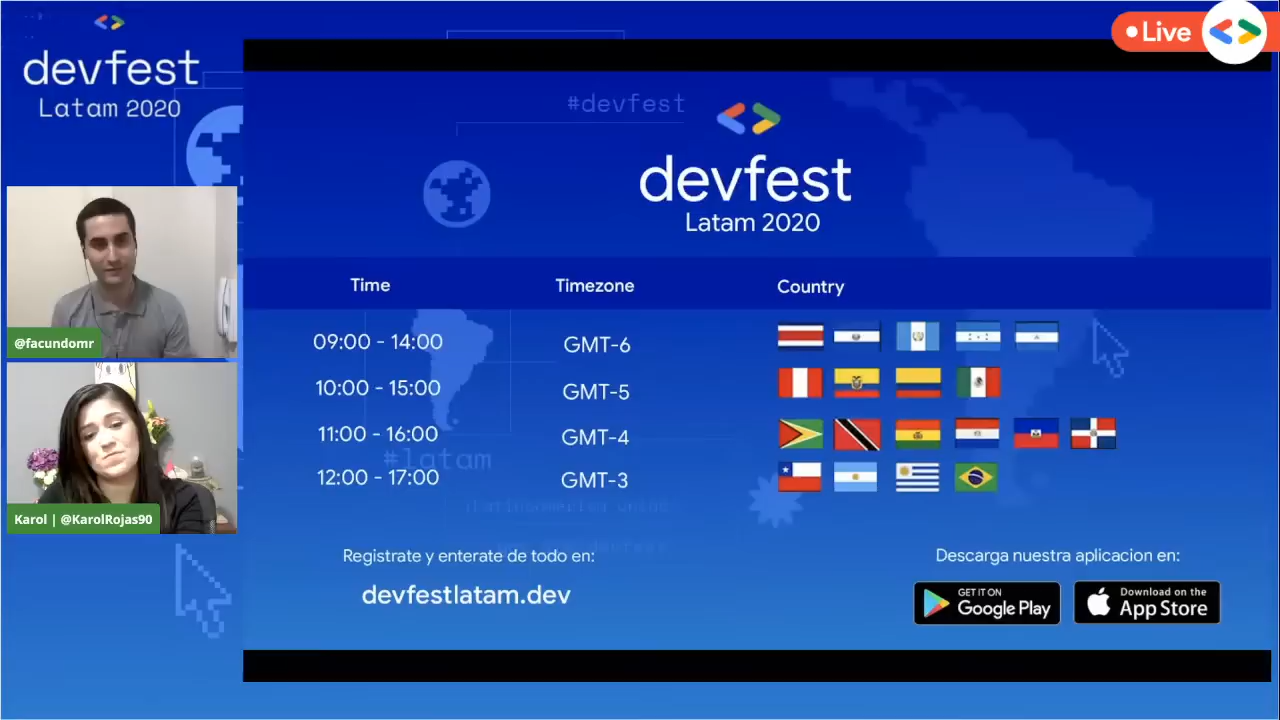 Live
devfest
Latam 2020
#devfest
devfest
Latam 2020
Time Timezone Country
09:00 - 14:00 GMT-6
10:00 - 15:00 GMT-5
11:00 - 16:00 GMT-4
12:00 - 17:00 GMT-3
#latam
@facundomr
Karol | @KarolRojas90
Registrate y enterate de todo en:
devfestlatam.dev
Descarga nuestra aplicacion en:
GET IT ON
Google Play
Download on the
App Store